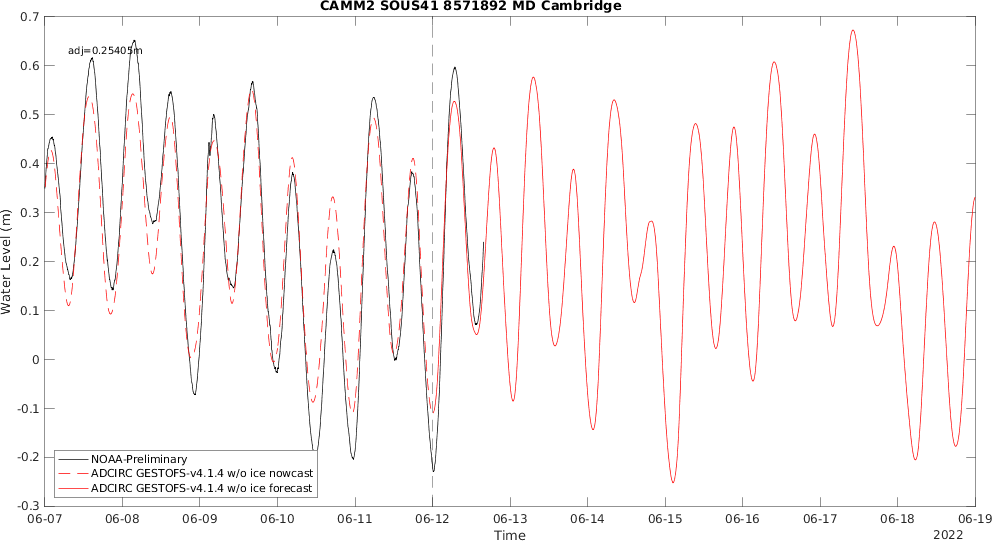 CAMM2 SOUS41 8571892 MD Cambridge
adj=0.25405m
Water Level (m)
0.7
0.6
0.5
0.4
0.3
0.2
0.1
0
-0.1
-0.2
-0.3
NOAA-Preliminary
ADCIRC GESTOFS-v4.1.4 w/o ice nowcast
ADCIRC GESTOFS-v4.1.4 w/o ice forecast
06-07 06-08 06-09 06-10 06-11 06-12 06-13 06-14 06-15 06-16 06-17 06-18 06-19
Time
2022